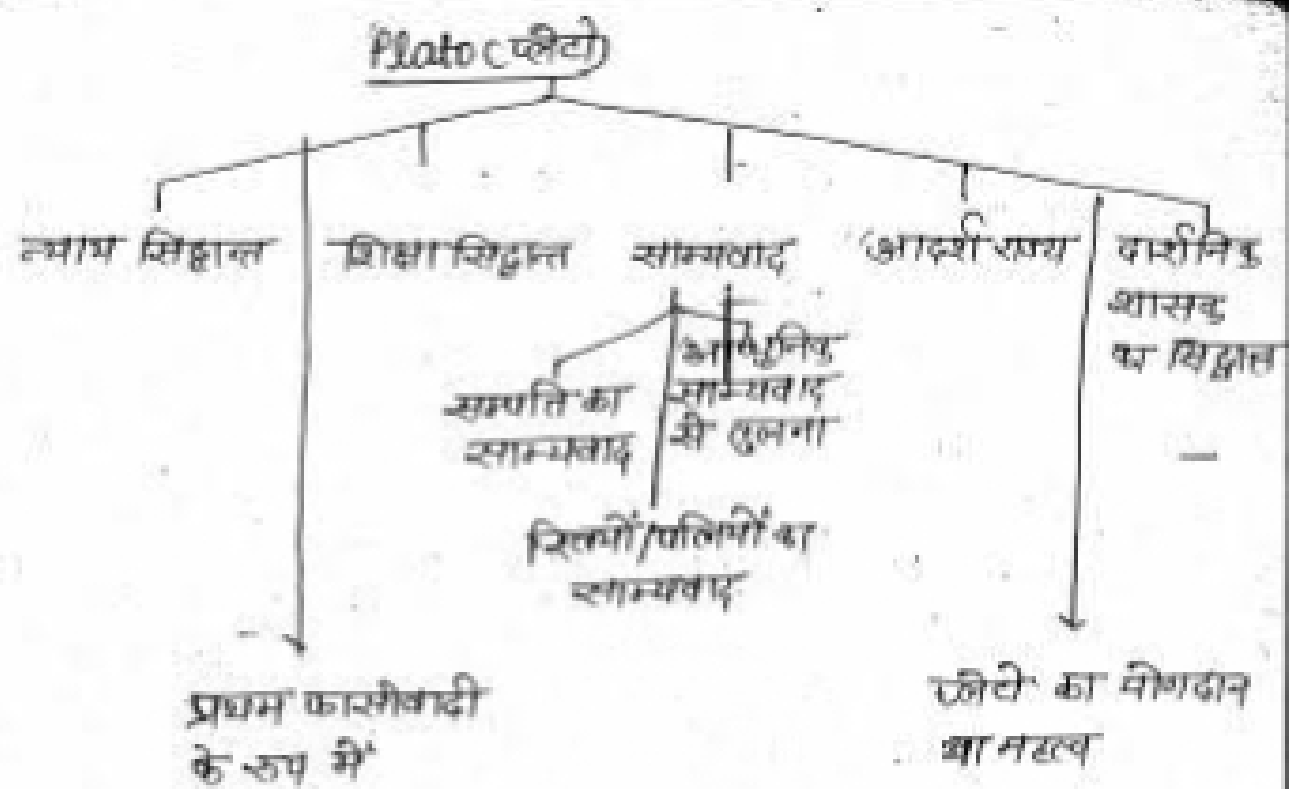 Plato (प्लेटो)
न्याय सिद्धान्त
शिक्षा सिद्धान्त
साम्यवाद
आदर्श राज्य
दार्शनिक
शासक
का सिद्धान्त
सम्पत्ति का
साम्यवाद
आधुनिक
साम्यवाद
से तुलना
स्त्रियों/पत्नियों का
साम्यवाद
प्रथम फासीवादी
के रूप में
प्लेटो का योगदान
या महत्व